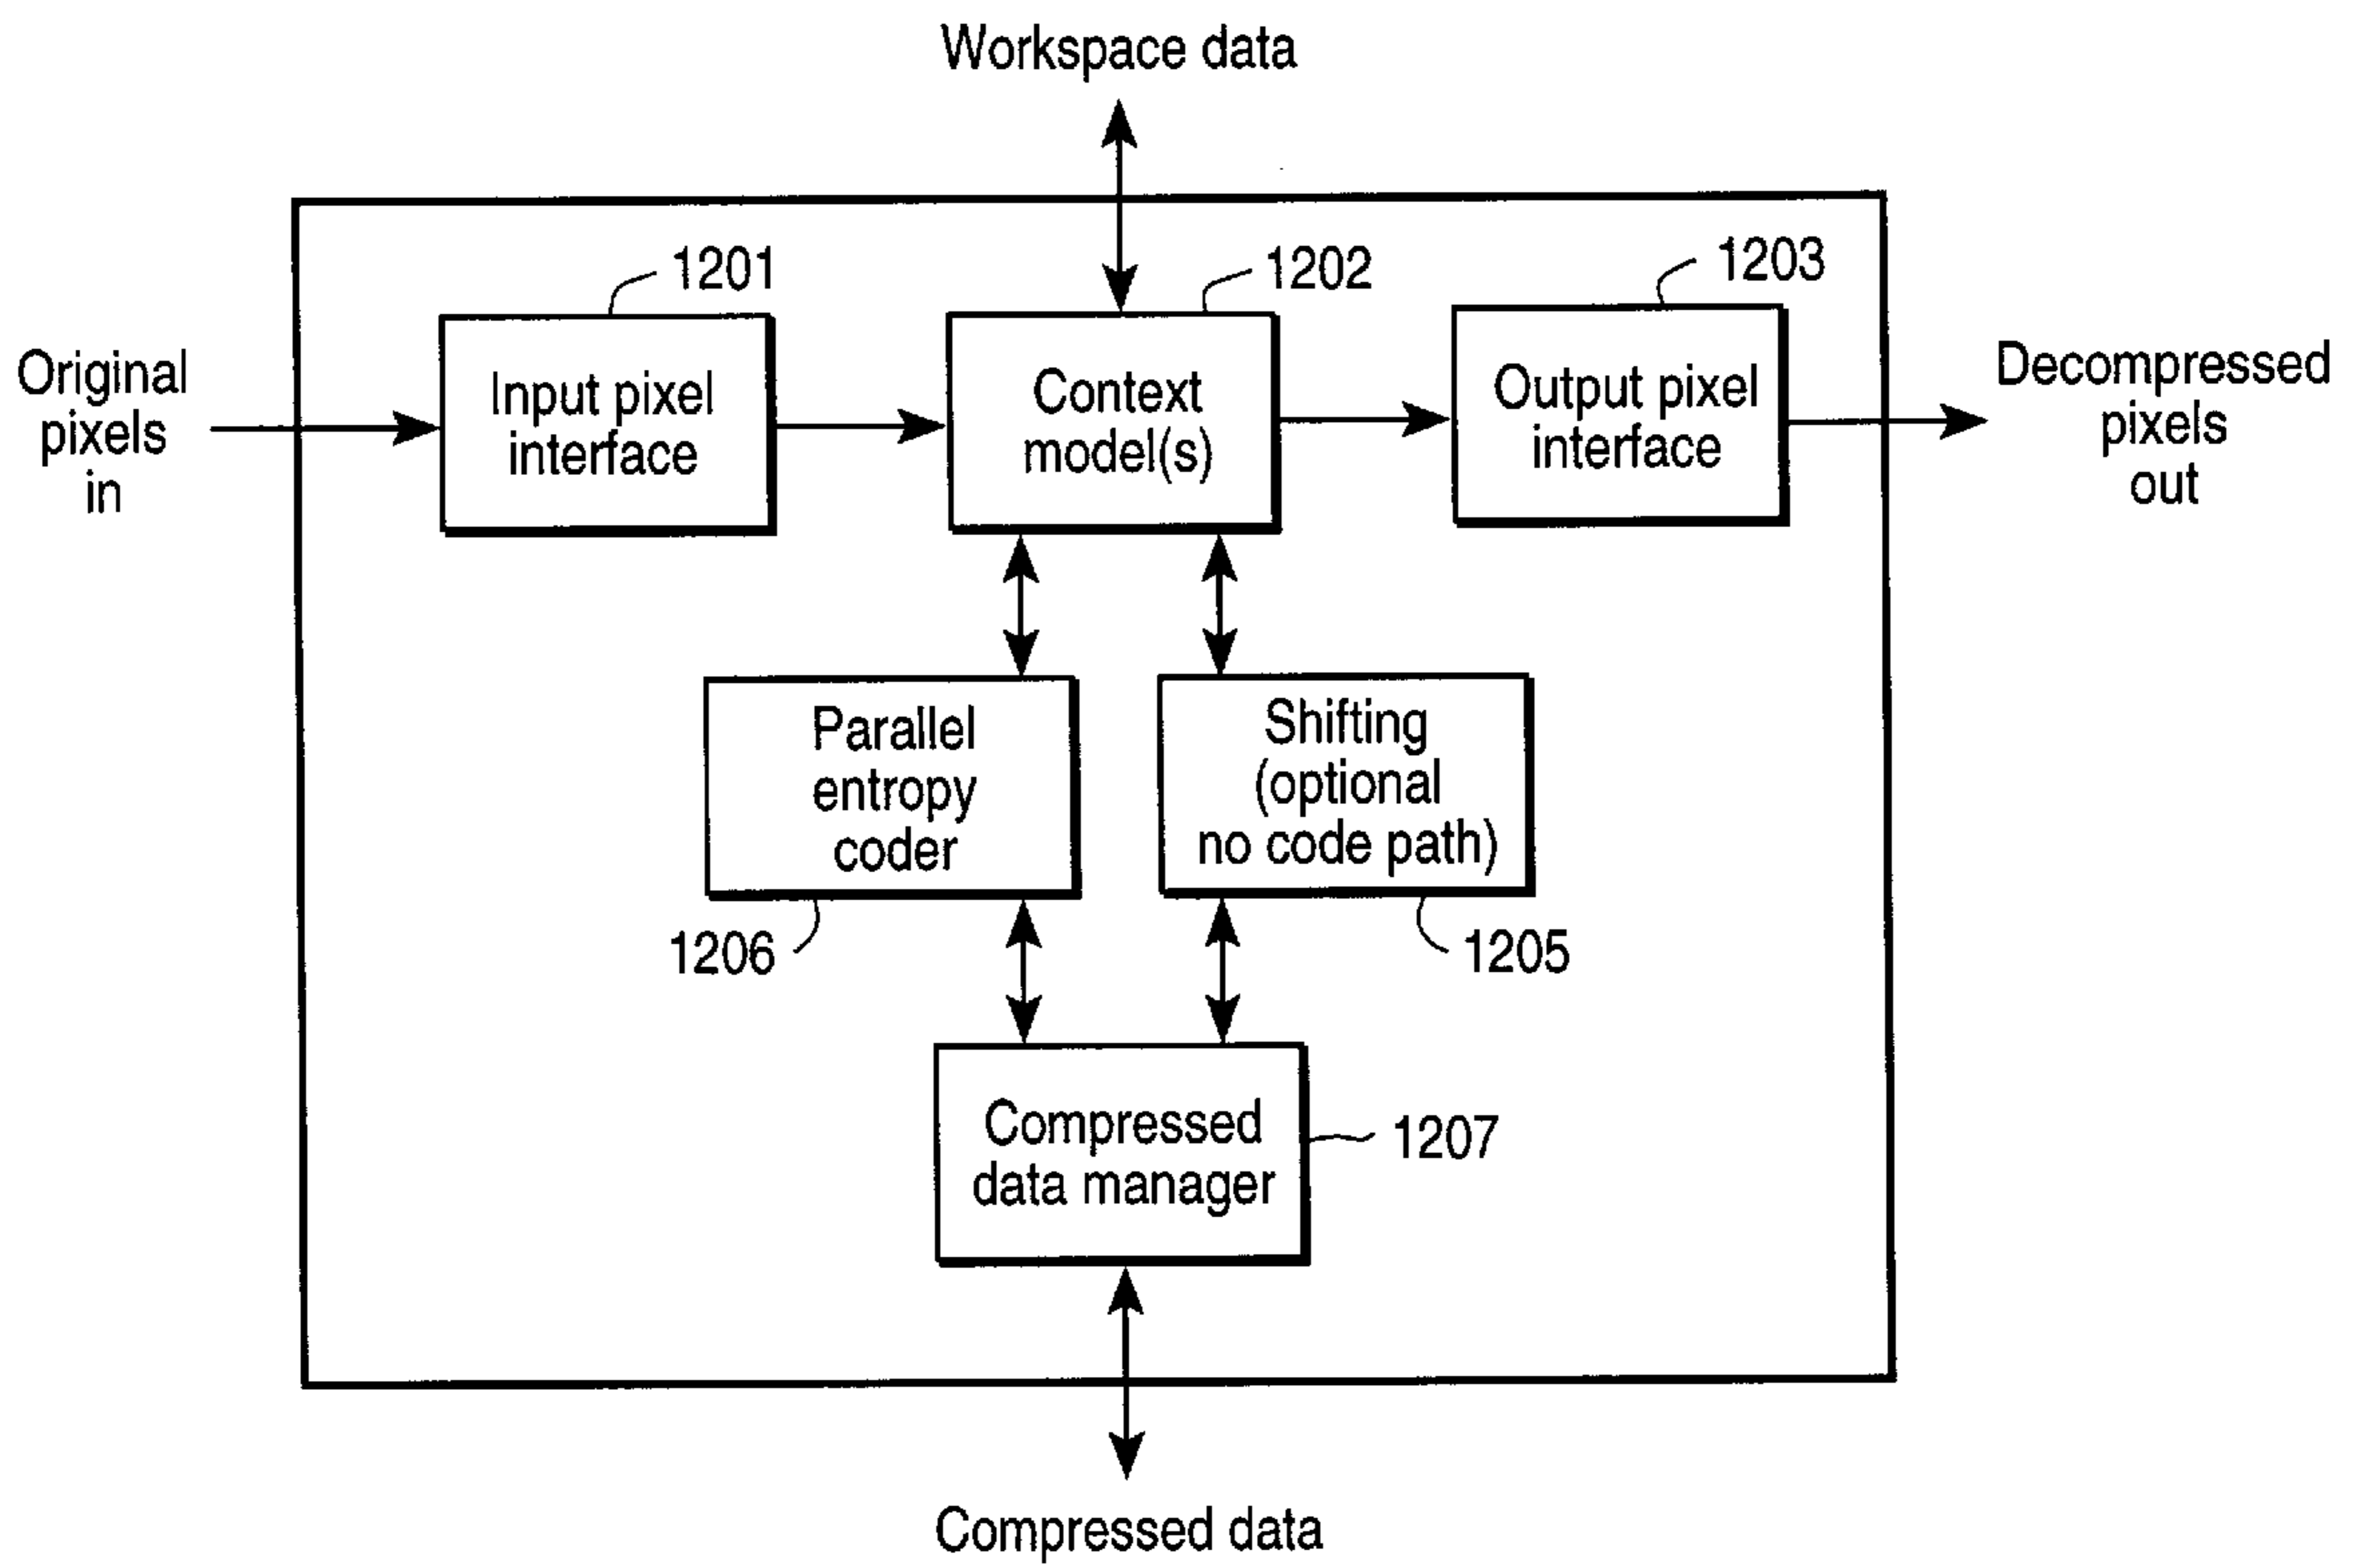 Workspace data
1201
1202
1203
Original
pixels
in
Input pixel
interface
Context
model(s)
Output pixel
interface
Decompressed
pixels
out
Parallel
entropy
coder
Shifting
(optional
no code path)
1206
1205
Compressed
data manager
1207
Compressed data